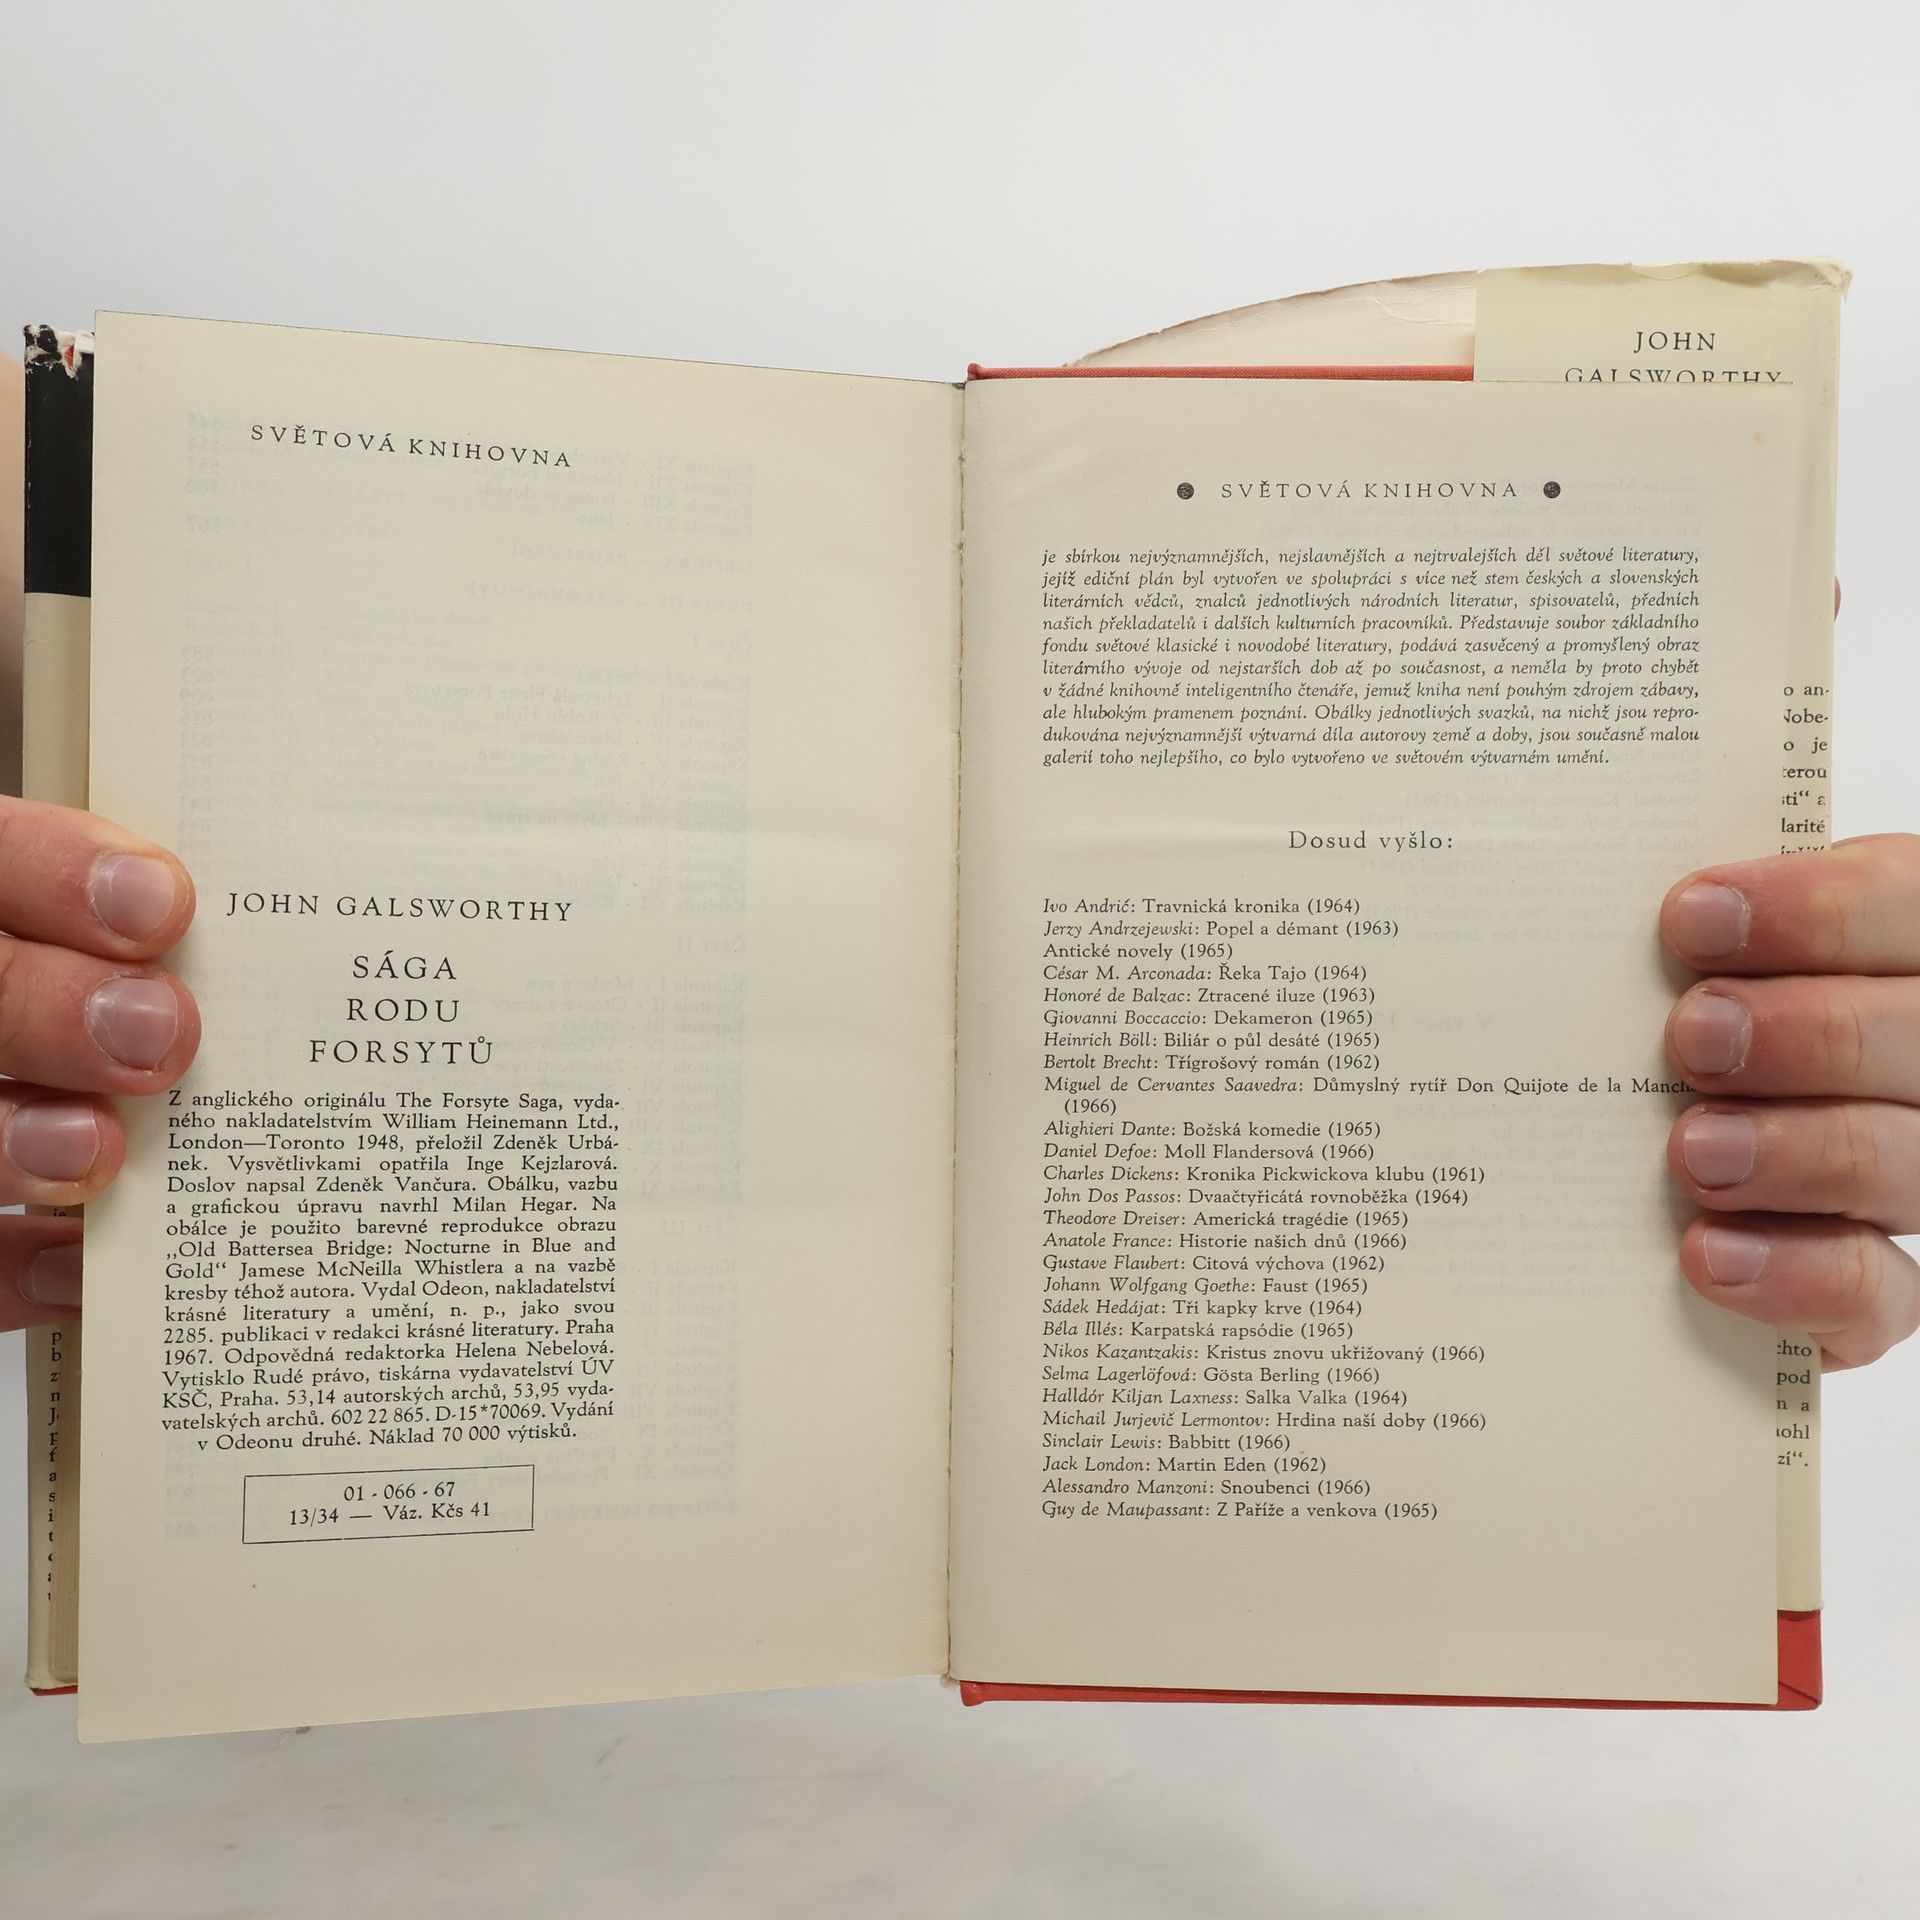 SVĚTOVÁ KNIHOVNA
JOHN GALSWORTHY
SÁGA
RODU
FORSYTŮ
Z anglického originálu The Forsyte Saga, vyda-
ného nakladatelstvím William Heinemann Ltd.,
London—Toronto 1948, přeložil Zdeněk Urbá-
nek. Vysvětlivkami opatřila Inge Kejzlarová.
Doslov napsal Zdeněk Vančura. Obálku, vazbu
a grafickou úpravu navrhl Milan Hegar. Na
obálce je použito barevné reprodukce obrazu
„Old Battersea Bridge: Nocturne in Blue and
Gold“ Jamese McNeilla Whistlera a na vazbě
kresby téhož autora. Vydal Odeon, nakladatelství
krásné literatury a umění, n. p., jako svou
2285. publikaci v redakci krásné literatury. Praha
1967. Odpovědná redaktorka Helena Nebelová.
Vytisklo Rudé právo, tiskárna vydavatelství ÚV
KSČ, Praha. 53,14 autorských archů, 53,95 vyda-
vatelských archů. 602 22 865. D-15*70069. Vydání
v Odeonu druhé. Náklad 70 000 výtisků.
01 - 066 - 67
13/34 — Váz. Kčs 41
● SVĚTOVÁ KNIHOVNA ●
je sbírkou nejvýznamnějších, nejslavnějších a nejtrvalejších děl světové literatury,
jejíž ediční plán byl vytvořen ve spolupráci s více než stem českých a slovenských
literárních vědců, znalců jednotlivých národních literatur, spisovatelů, předních
našich překladatelů i dalších kulturních pracovníků. Představuje soubor základního
fondu světové klasické i novodobé literatury, podává zasvěcený a promyšlený obraz
literárního vývoje od nejstarších dob až po současnost, a neměla by proto chybět
v žádné knihovně inteligentního čtenáře, jemuž kniha není pouhým zdrojem zábavy,
ale hlubokým pramenem poznání. Obálky jednotlivých svazků, na nichž jsou repro-
dukována nejvýznamnější výtvarná díla autorovy země a doby, jsou současně malou
galerií toho nejlepšího, co bylo vytvořeno ve světovém výtvarném umění.
Dosud vyšlo:
Ivo Andrić: Travnická kronika (1964)
Jerzy Andrzejewski: Popel a démant (1963)
Antické novely (1965)
César M. Arconada: Řeka Tajo (1964)
Honoré de Balzac: Ztracené iluze (1963)
Giovanni Boccaccio: Dekameron (1965)
Heinrich Böll: Biliár o půl desáté (1965)
Bertolt Brecht: Třígrošový román (1962)
Miguel de Cervantes Saavedra: Důmyslný rytíř Don Quijote de la Mancha
(1966)
Alighieri Dante: Božská komedie (1965)
Daniel Defoe: Moll Flandersová (1966)
Charles Dickens: Kronika Pickwickova klubu (1961)
John Dos Passos: Dvaačtyřicátá rovnoběžka (1964)
Theodore Dreiser: Americká tragédie (1965)
Anatole France: Historie našich dnů (1966)
Gustave Flaubert: Citová výchova (1962)
Johann Wolfgang Goethe: Faust (1965)
Sádek Hedájat: Tři kapky krve (1964)
Béla Illés: Karpatská rapsódie (1965)
Nikos Kazantzakis: Kristus znovu ukřižovaný (1966)
Selma Lagerlöfová: Gösta Berling (1966)
Halldór Kiljan Laxness: Salka Valka (1964)
Michail Jurjevič Lermontov: Hrdina naší doby (1966)
Sinclair Lewis: Babbitt (1966)
Jack London: Martin Eden (1962)
Alessandro Manzoni: Snoubenci (1966)
Guy de Maupassant: Z Paříže a venkova (1965)
JOHN
GALSWORTHY